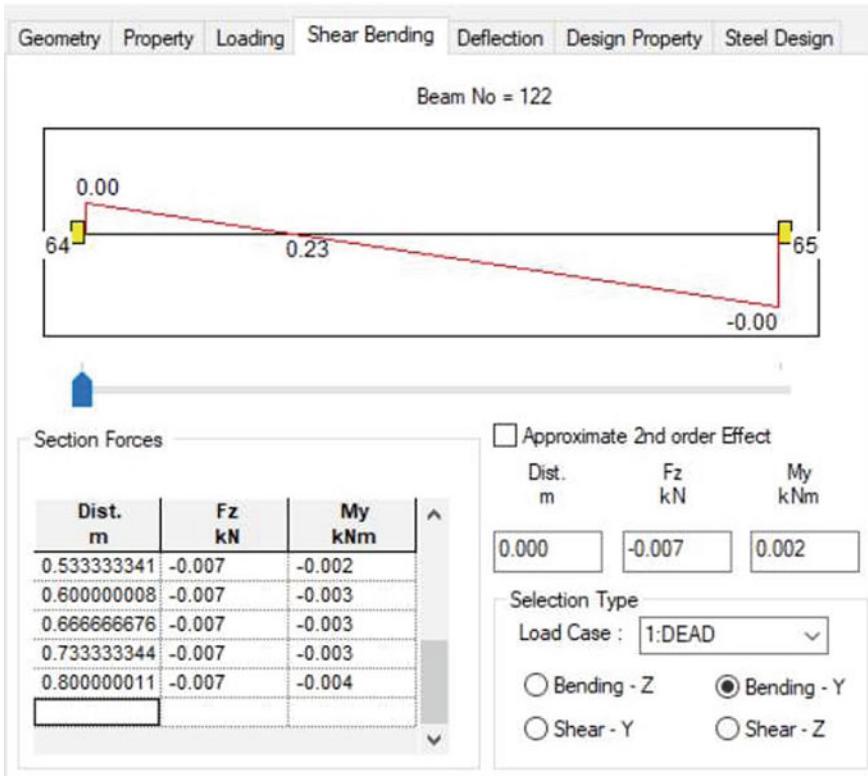 Geometry Property Loading Shear Bending Deflection Design Property Steel Design
Beam No = 122
0.00
64
0.23
65
-0.00
Section Forces
Dist. Fz My
m kN kNm
0.533333341 -0.007 -0.002
0.600000008 -0.007 -0.003
0.666666676 -0.007 -0.003
0.733333344 -0.007 -0.003
0.800000011 -0.007 -0.004
Approximate 2nd order Effect
Dist. Fz My
m kN kNm
0.000 -0.007 0.002
Selection Type
Load Case : 1:DEAD
Bending - Z Bending - Y
Shear - Y Shear - Z